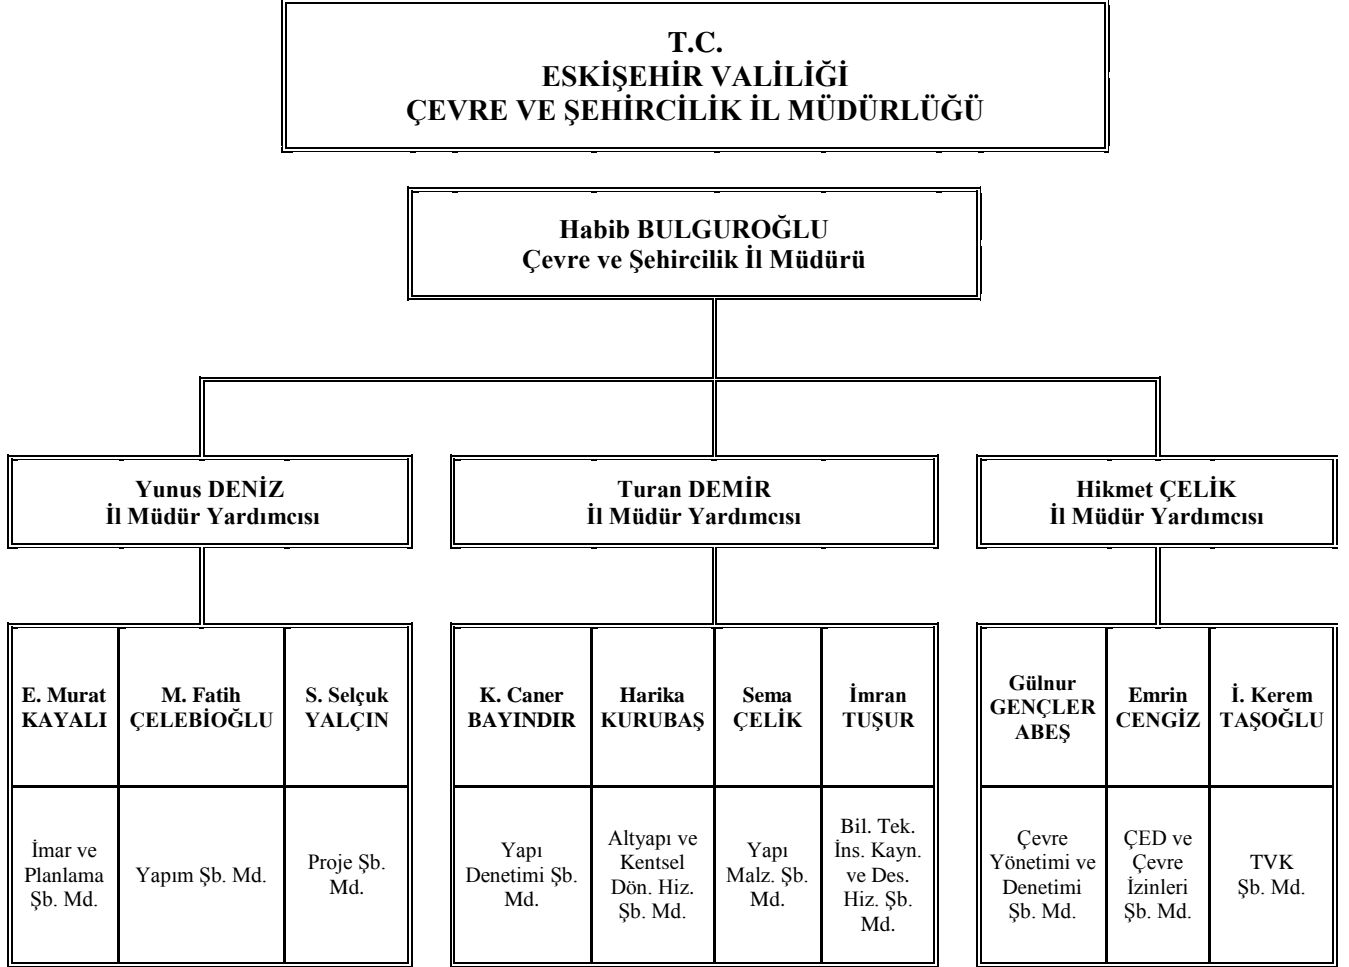 T.C.
ESKİŞEHİR VALİLİĞİ
ÇEVRE VE ŞEHİRCİLİK İL MÜDÜRLÜĞÜ
Habib BULGUROĞLU
Çevre ve Şehircilik İl Müdürü
Yunus DENİZ
İl Müdür Yardımcısı
Turan DEMİR
İl Müdür Yardımcısı
Hikmet ÇELİK
İl Müdür Yardımcısı
E. Murat
KAYALI
M. Fatih
ÇELEBİOĞLU
S. Selçuk
YALÇIN
K. Caner
BAYINDIR
Harika
KURUBAŞ
Sema
ÇELİK
İmran
TUŞUR
Gülnur
GENÇLER
ABEŞ
Emrin
CENGİZ
İ. Kerem
TAŞOĞLU
İmar ve
Planlama
Şb. Md.
Yapım Şb. Md.
Proje Şb.
Md.
Yapı
Denetimi Şb.
Md.
Altyapı ve
Kentsel
Dön. Hiz.
Şb. Md.
Yapı
Malz. Şb.
Md.
Bil. Tek.
İns. Kayn.
ve Des.
Hiz. Şb.
Md.
Çevre
Yönetimi ve
Denetimi
Şb. Md.
ÇED ve
Çevre
İzinleri
Şb. Md.
TVK
Şb. Md.